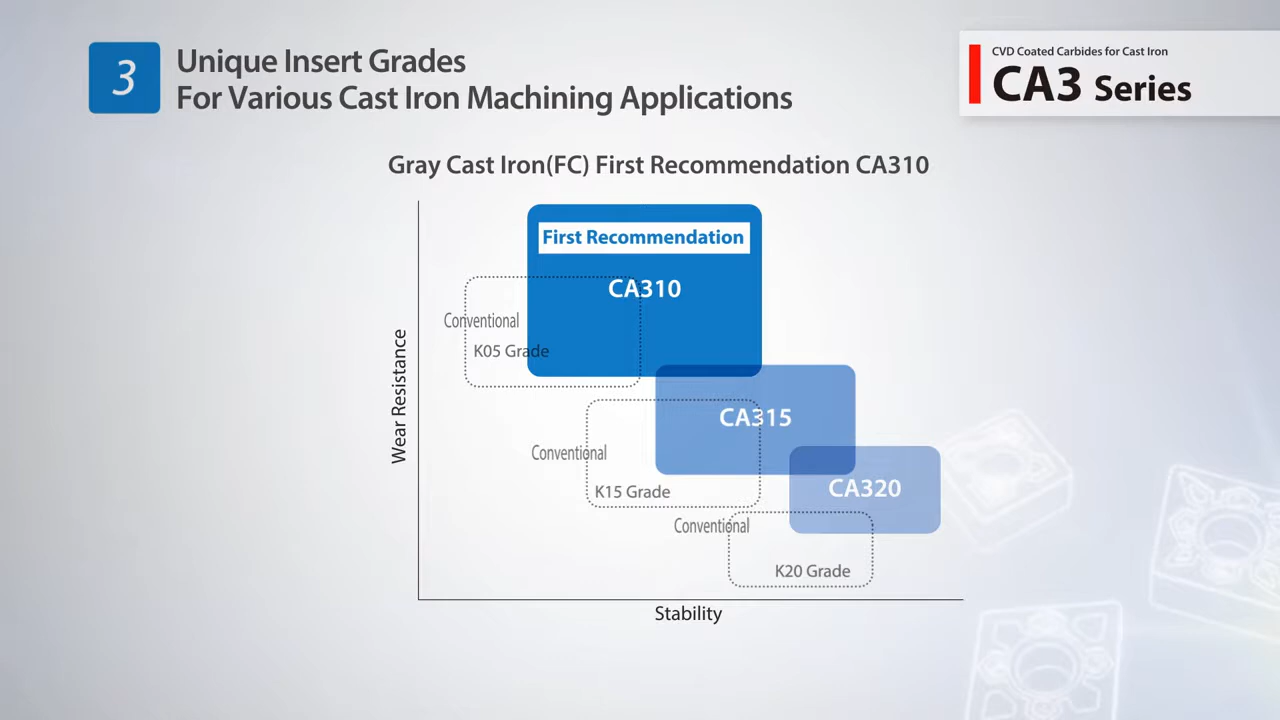 3
Unique Insert Grades
For Various Cast Iron Machining Applications
CVD Coated Carbides for Cast Iron
CA3 Series
Gray Cast Iron(FC) First Recommendation CA310
First Recommendation
CA310
Conventional
K05 Grade
CA315
Conventional
K15 Grade
CA320
Conventional
K20 Grade
Wear Resistance
Stability